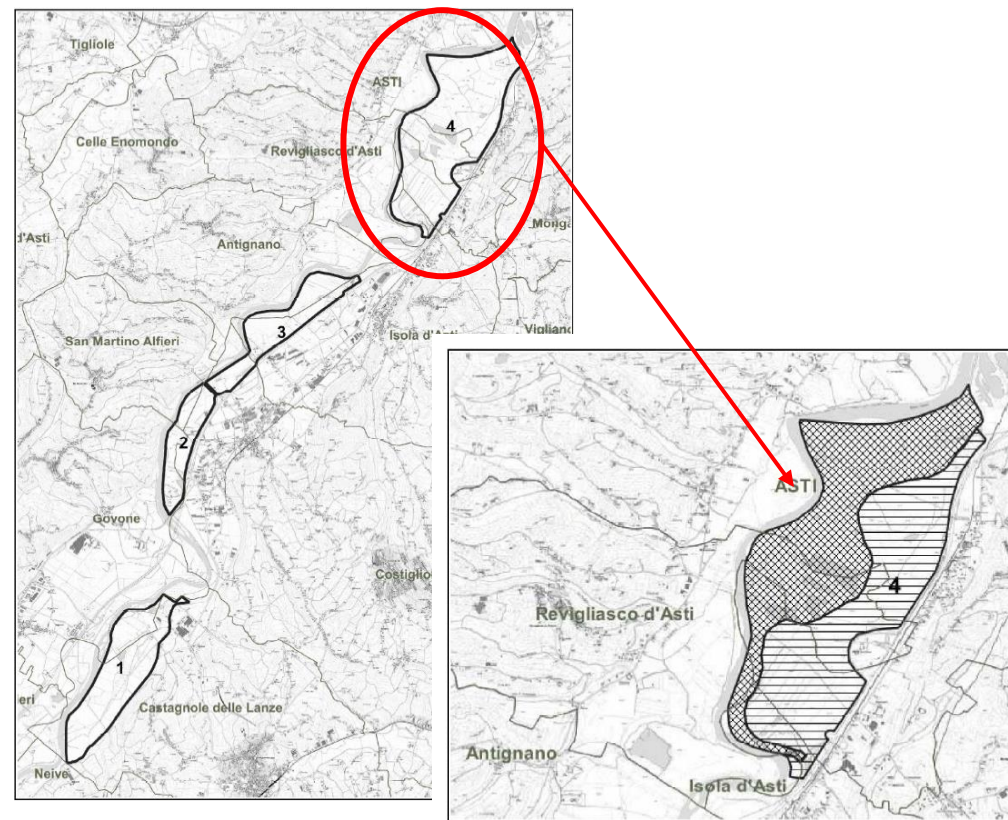 Tigliole
ASTI
4
Celle Enomondo
Revigliasco d'Asti
d'Asti
Antignano
Monga
3
San Martino Alfieri
Isola d'Asti
Vigliano
2
Govone
Costiglio
1
eri
Castagnole delle Lanze
Neive
ASTI
4
Revigliasco d'Asti
Antignano
Isola d'Asti